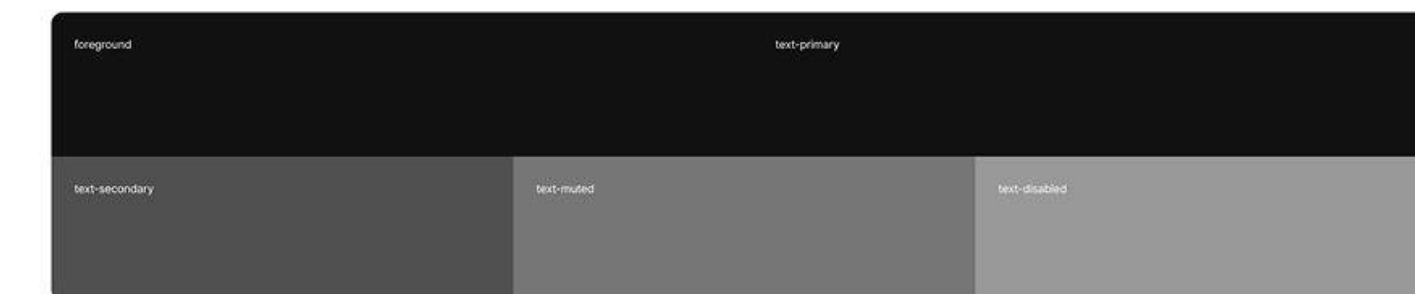 foreground
text-primary
text-secondary
text-muted
text-disabled